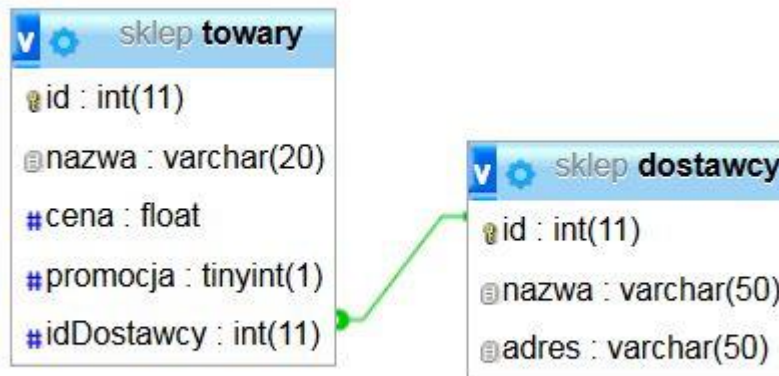 v sklep towary
id : int(11)
nazwa : varchar(20)
cena : float
#promocja : tinyint(1)
#idDostawcy : int(11)
v sklep dostawcy
id : int(11)
nazwa : varchar(50)
adres : varchar(50)